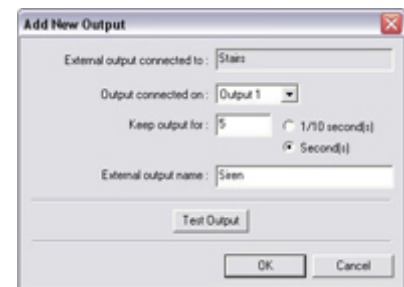 Add New Output
External output connected to : Stairs
Output connected on : Output 1
Keep output for : 5
1/10 second(s)
Second(s)
External output name : Siren
Test Output
OK Cancel